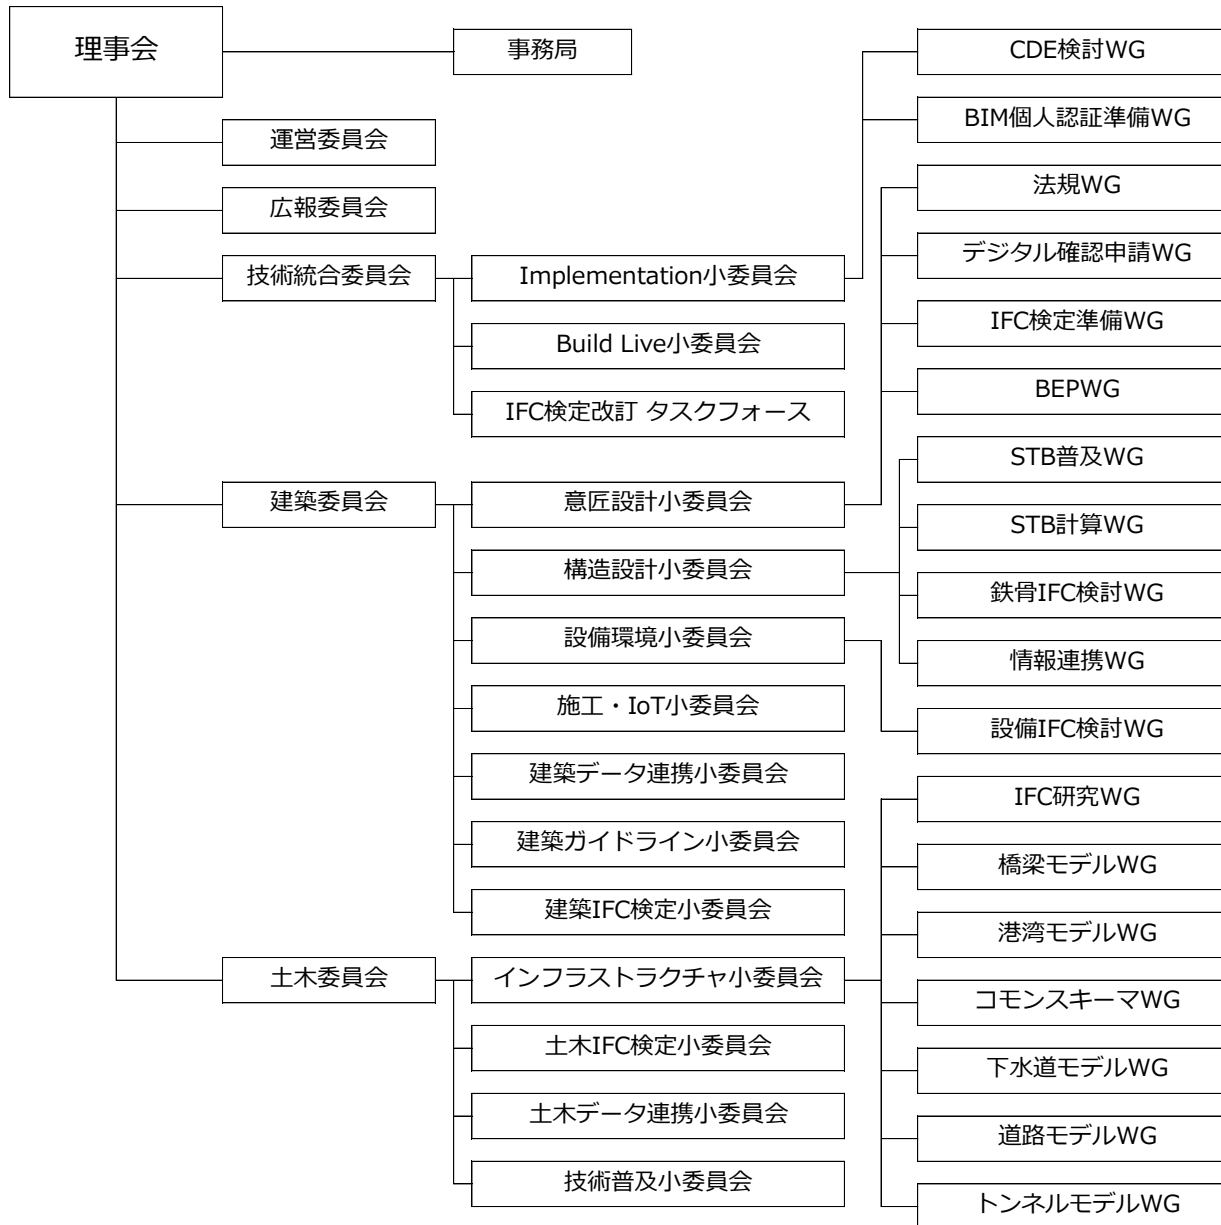 理事会
事務局
運営委員会
広報委員会
技術統合委員会
Implementation小委員会
Build Live小委員会
IFC検定改訂 タスクフォース
建築委員会
意匠設計小委員会
構造設計小委員会
設備環境小委員会
施工・IoT小委員会
建築データ連携小委員会
建築ガイドライン小委員会
建築IFC検定小委員会
土木委員会
インフラストラクチャ小委員会
土木IFC検定小委員会
土木データ連携小委員会
技術普及小委員会
CDE検討WG
BIM個人認証準備WG
法規WG
デジタル確認申請WG
IFC検定準備WG
BEPWG
STB普及WG
STB計算WG
鉄骨IFC検討WG
情報連携WG
設備IFC検討WG
IFC研究WG
橋梁モデルWG
港湾モデルWG
コモンスキーマWG
下水道モデルWG
道路モデルWG
トンネルモデルWG